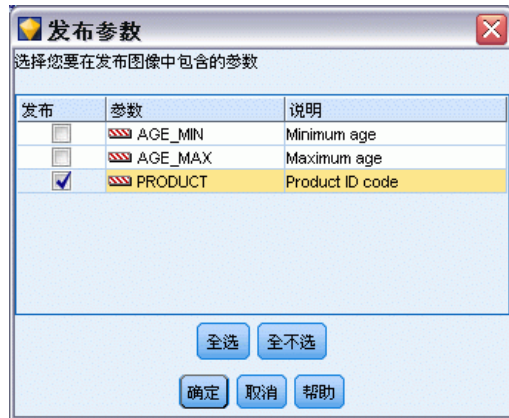 发布参数
选择您要在发布图像中包含的参数
发布 参数 说明
AGE_MIN Minimum age
AGE_MAX Maximum age
PRODUCT Product ID code
全选 全不选
确定 取消 帮助